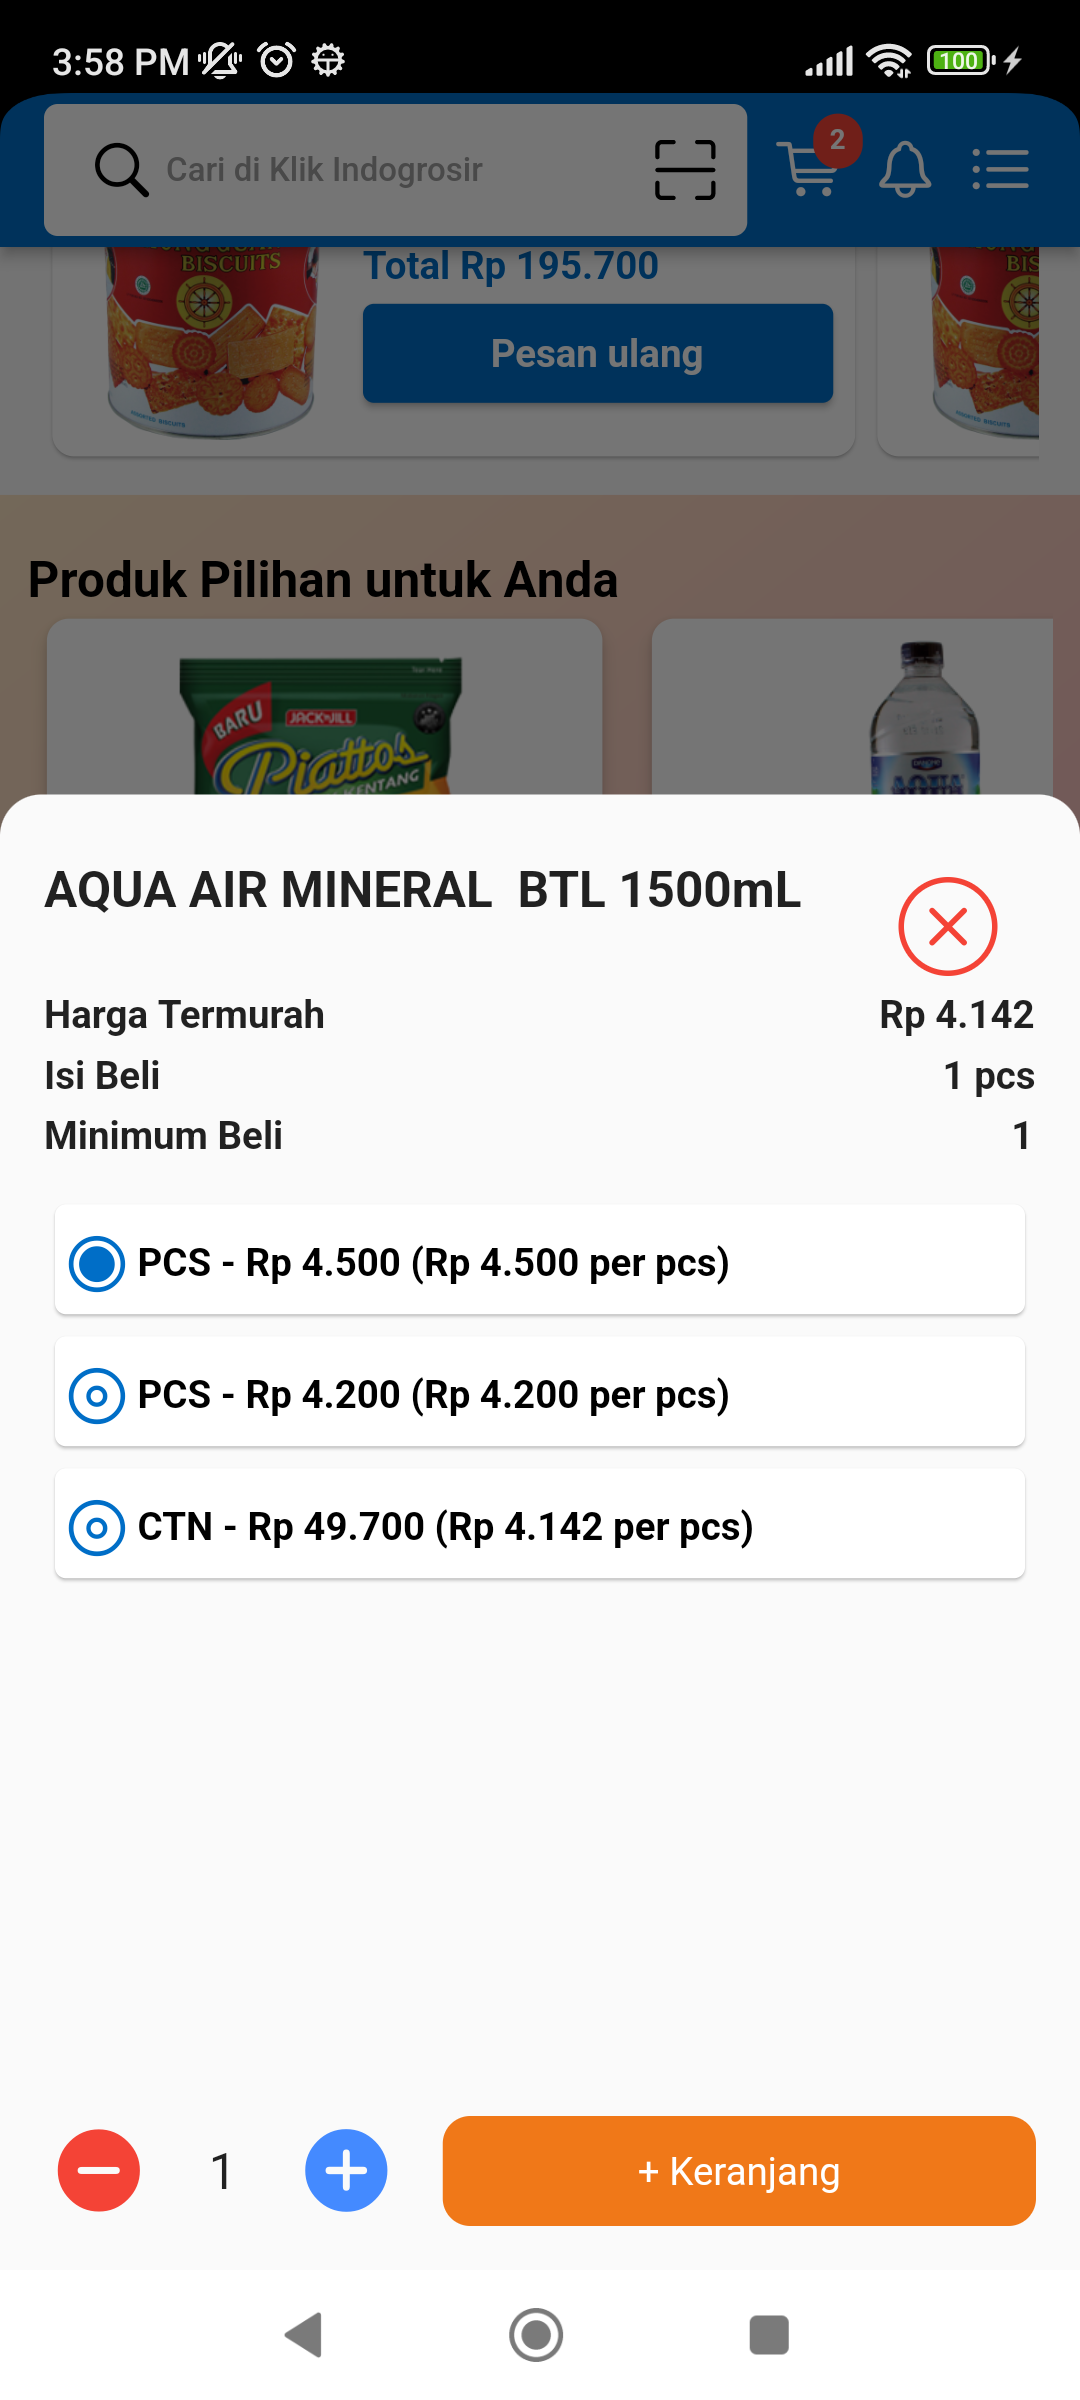 3:58 PM
100
Cari di Klik Indogrosir
2
BISCUITS
BIS
Total Rp 195.700
Pesan ulang
ASSORTED BISCUITS
Produk Pilihan untuk Anda
BARU
JACK'n JILL
Piattos
KENTANG
AQUA
AQUA AIR MINERAL  BTL 1500mL
Harga Termurah
Rp 4.142
Isi Beli
1 pcs
Minimum Beli
1
PCS - Rp 4.500 (Rp 4.500 per pcs)
PCS - Rp 4.200 (Rp 4.200 per pcs)
CTN - Rp 49.700 (Rp 4.142 per pcs)
1
+ Keranjang